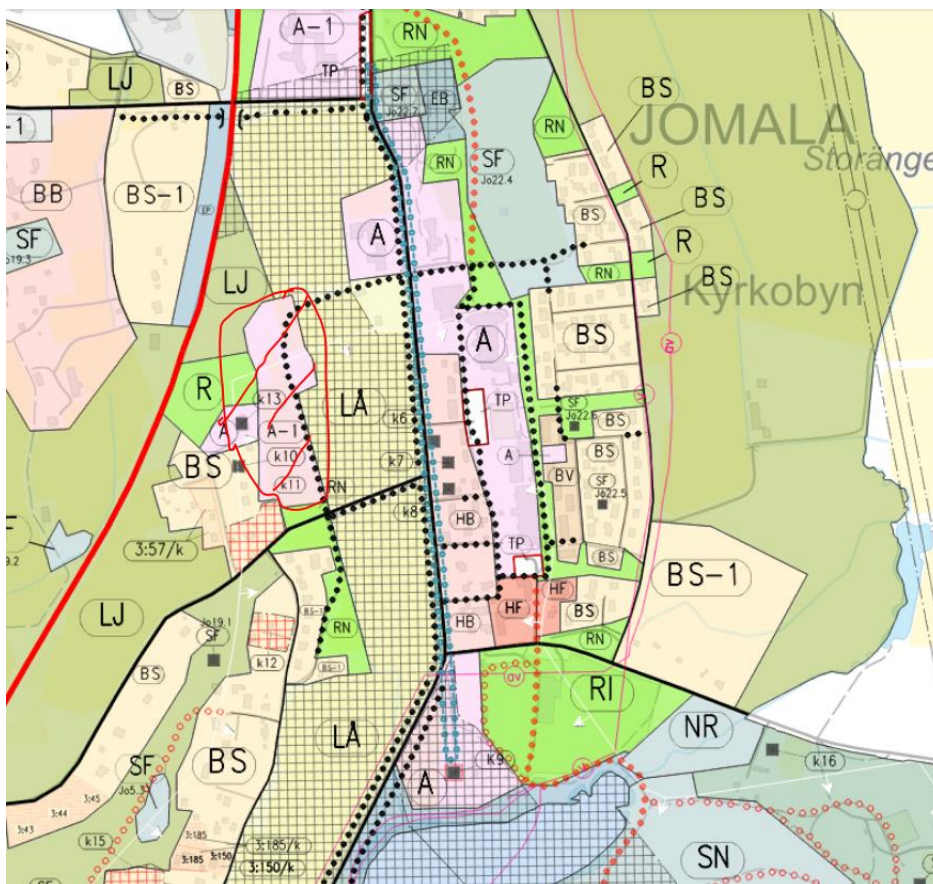 A-1
RN
LJ
BS
TP
SF
Jo22.7
EB
BS
-1
RN
SF
Jo22.4
RN
JOMALA
Storänge
BB
BS-1
EP
R
SF
Jo19.3
A
BS
BS
LJ
RN
R
BS
Kyrkobyn
A
BS
R
k13
LÅ
k6
TP
SF
Jo22.6
BS
A
A-1
k10
A
BS
k7
BV
BS
SF
Jo22.5
k11
RN
k8
HB
3:57/k
TP
BS
BS-1
LJ
BS-1
HF
HF
BS
Jo19.1
SF
RN
HB
RN
BS
k12
BS-1
RI
LÅ
NR
BS
K9
k16
SF
Jo5.3
A
3:45
3:44
3:43
k15
3:185
3:185
3:150
3:185/k
3:150/k
SN